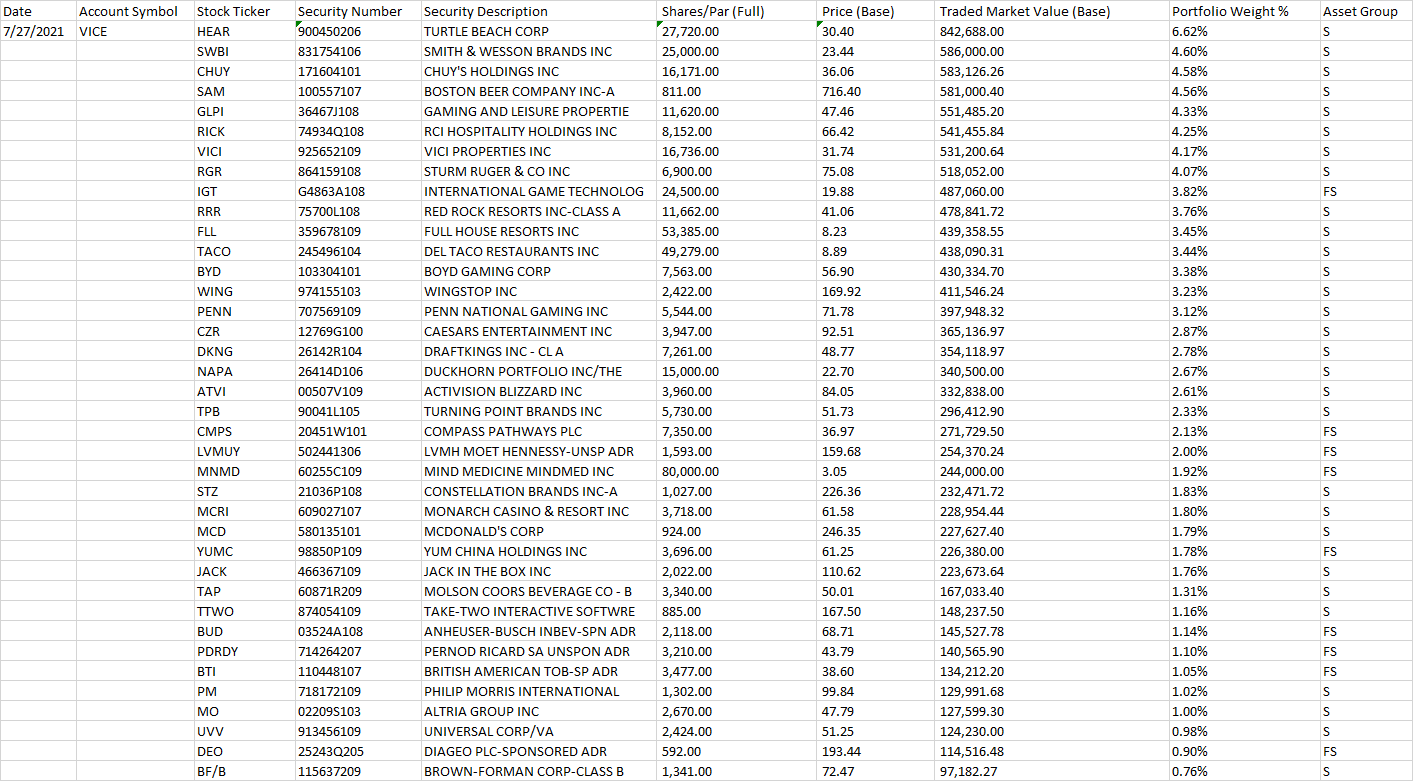 Date Account Symbol Stock Ticker Security Number Security Description Shares/Par (Full) Price (Base) Traded Market Value (Base) Portfolio Weight % Asset Group
7/27/2021 VICE HEAR 900450206 TURTLE BEACH CORP 27,720.00 30.40 842,688.00 6.62% S
SWBI 831754106 SMITH & WESSON BRANDS INC 25,000.00 23.44 586,000.00 4.60% S
CHUY 171604101 CHUY'S HOLDINGS INC 16,171.00 36.06 583,126.26 4.58% S
SAM 100557107 BOSTON BEER COMPANY INC-A 811.00 716.40 581,000.40 4.56% S
GLPI 36467J108 GAMING AND LEISURE PROPERTIE 11,620.00 47.46 551,485.20 4.33% S
RICK 74934Q108 RCI HOSPITALITY HOLDINGS INC 8,152.00 66.42 541,455.84 4.25% S
VICI 925652109 VICI PROPERTIES INC 16,736.00 31.74 531,200.64 4.17% S
RGR 864159108 STURM RUGER & CO INC 6,900.00 75.08 518,052.00 4.07% S
IGT G4863A108 INTERNATIONAL GAME TECHNOLOG 24,500.00 19.88 487,060.00 3.82% FS
RRR 75700L108 RED ROCK RESORTS INC-CLASS A 11,662.00 41.06 478,841.72 3.76% S
FLL 359678109 FULL HOUSE RESORTS INC 53,385.00 8.23 439,358.55 3.45% S
TACO 245496104 DEL TACO RESTAURANTS INC 49,279.00 8.89 438,090.31 3.44% S
BYD 103304101 BOYD GAMING CORP 7,563.00 56.90 430,334.70 3.38% S
WING 974155103 WINGSTOP INC 2,422.00 169.92 411,546.24 3.23% S
PENN 707569109 PENN NATIONAL GAMING INC 5,544.00 71.78 397,948.32 3.12% S
CZR 12769G100 CAESARS ENTERTAINMENT INC 3,947.00 92.51 365,136.97 2.87% S
DKNG 26142R104 DRAFTKINGS INC - CL A 7,261.00 48.77 354,118.97 2.78% S
NAPA 26414D106 DUCKHORN PORTFOLIO INC/THE 15,000.00 22.70 340,500.00 2.67% S
ATVI 00507V109 ACTIVISION BLIZZARD INC 3,960.00 84.05 332,838.00 2.61% S
TPB 90041L105 TURNING POINT BRANDS INC 5,730.00 51.73 296,412.90 2.33% S
CMPS 20451W101 COMPASS PATHWAYS PLC 7,350.00 36.97 271,729.50 2.13% FS
LVMUY 502441306 LVMH MOET HENNESSY-UNSP ADR 1,593.00 159.68 254,370.24 2.00% FS
MNMD 60255C109 MIND MEDICINE MINDMED INC 80,000.00 3.05 244,000.00 1.92% FS
STZ 21036P108 CONSTELLATION BRANDS INC-A 1,027.00 226.36 232,471.72 1.83% S
MCRI 609027107 MONARCH CASINO & RESORT INC 3,718.00 61.58 228,954.44 1.80% S
MCD 580135101 MCDONALD'S CORP 924.00 246.35 227,627.40 1.79% S
YUMC 98850P109 YUM CHINA HOLDINGS INC 3,696.00 61.25 226,380.00 1.78% FS
JACK 466367109 JACK IN THE BOX INC 2,022.00 110.62 223,673.64 1.76% S
TAP 60871R209 MOLSON COORS BEVERAGE CO - B 3,340.00 50.01 167,033.40 1.31% S
TTWO 874054109 TAKE-TWO INTERACTIVE SOFTWRE 885.00 167.50 148,237.50 1.16% S
BUD 03524A108 ANHEUSER-BUSCH INBEV-SPN ADR 2,118.00 68.71 145,527.78 1.14% FS
PDRDY 714264207 PERNOD RICARD SA UNSPON ADR 3,210.00 43.79 140,565.90 1.10% FS
BTI 110448107 BRITISH AMERICAN TOB-SP ADR 3,477.00 38.60 134,212.20 1.05% FS
PM 718172109 PHILIP MORRIS INTERNATIONAL 1,302.00 99.84 129,991.68 1.02% S
MO 02209S103 ALTRIA GROUP INC 2,670.00 47.79 127,599.30 1.00% S
UVV 913456109 UNIVERSAL CORP/VA 2,424.00 51.25 124,230.00 0.98% S
DEO 25243Q205 DIAGEO PLC-SPONSORED ADR 592.00 193.44 114,516.48 0.90% FS
BF/B 115637209 BROWN-FORMAN CORP-CLASS B 1,341.00 72.47 97,182.27 0.76% S